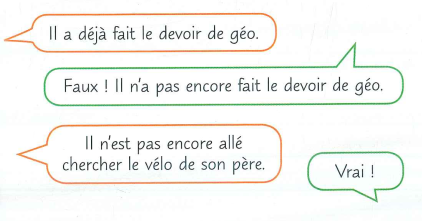 Il a déjà fait le devoir de géo.
Faux ! Il n'a pas encore fait le devoir de géo.
Il n'est pas encore allé
chercher le vélo de son père.
Vrai !